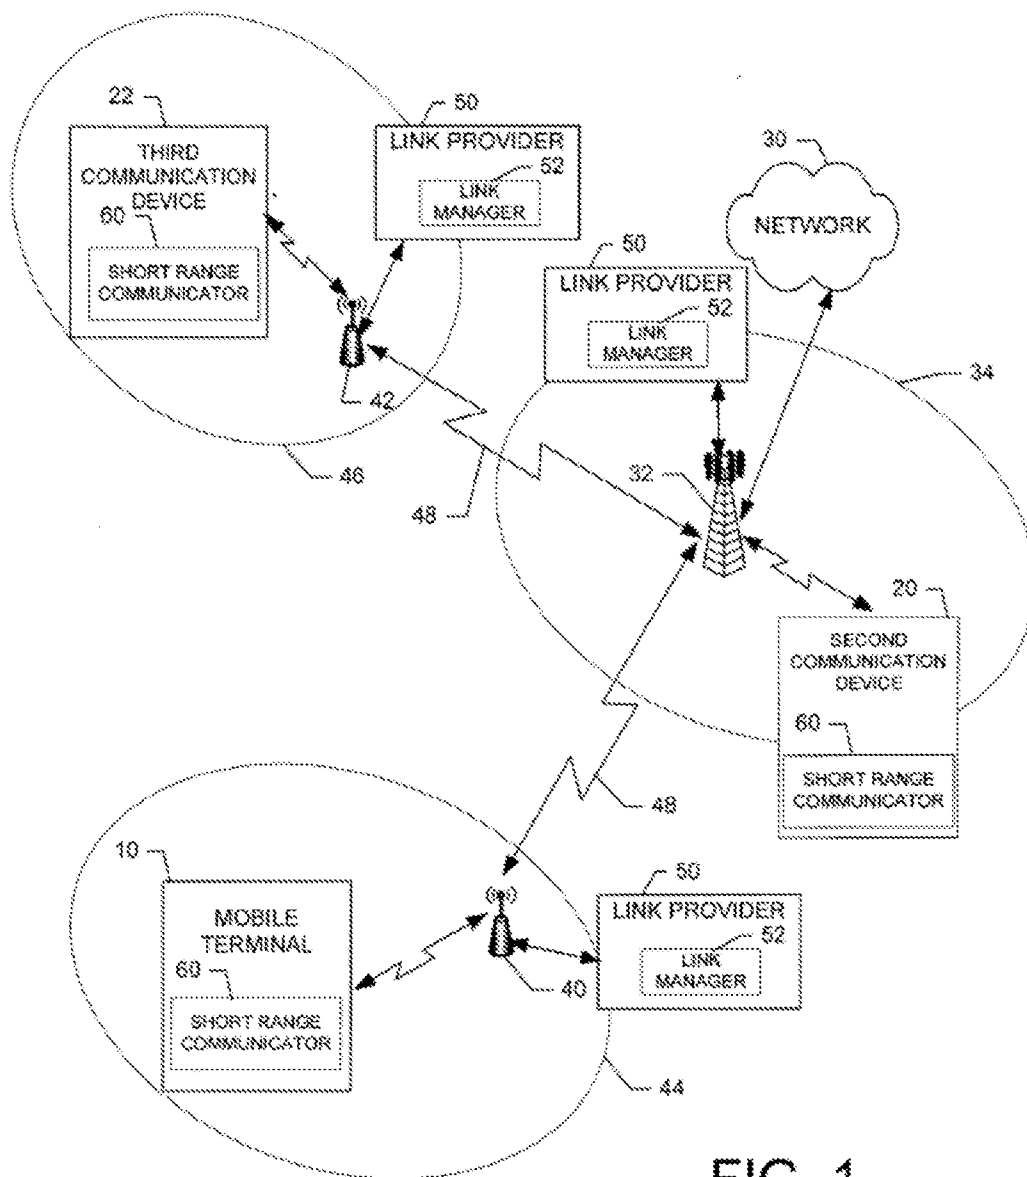 22
THIRD
COMMUNICATION
DEVICE
60
SHORT RANGE
COMMUNICATOR
50
LINK PROVIDER
52
LINK
MANAGER
30
NETWORK
50
LINK PROVIDER
52
LINK
MANAGER
42
34
46
32
48
20
SECOND
COMMUNICATION
DEVICE
60
SHORT RANGE
COMMUNICATOR
48
10
MOBILE
TERMINAL
60
SHORT RANGE
COMMUNICATOR
50
LINK PROVIDER
52
LINK
MANAGER
40
44
FIG. 1